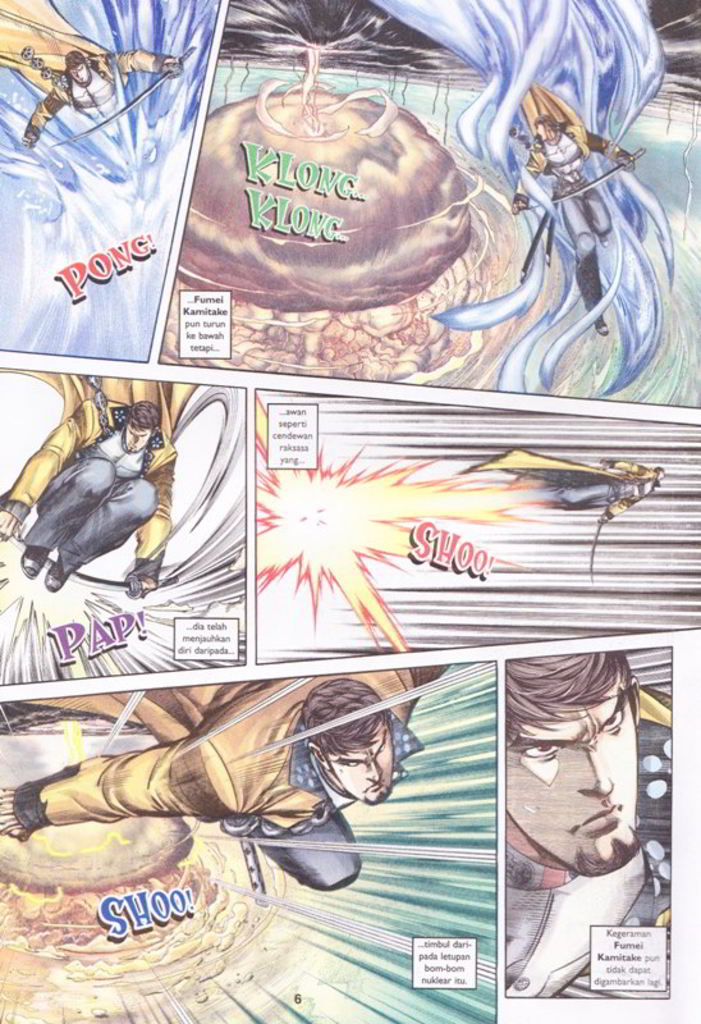 PONG!
KLONG...
KLONG...
...Fumei
Kamitake
pun turun
ke bawah
tetapi...
PAP!
...dia telah
menjauhkan
diri daripada...
...awan
seperti
cendewan
raksasa
yang...
SHOO!
SHOO!
...timbul dari-
pada letupan
bom-bom
nuklear itu.
Kegeraman
Fumei
Kamitake pun
tidak dapat
digambarkan lagi.
6